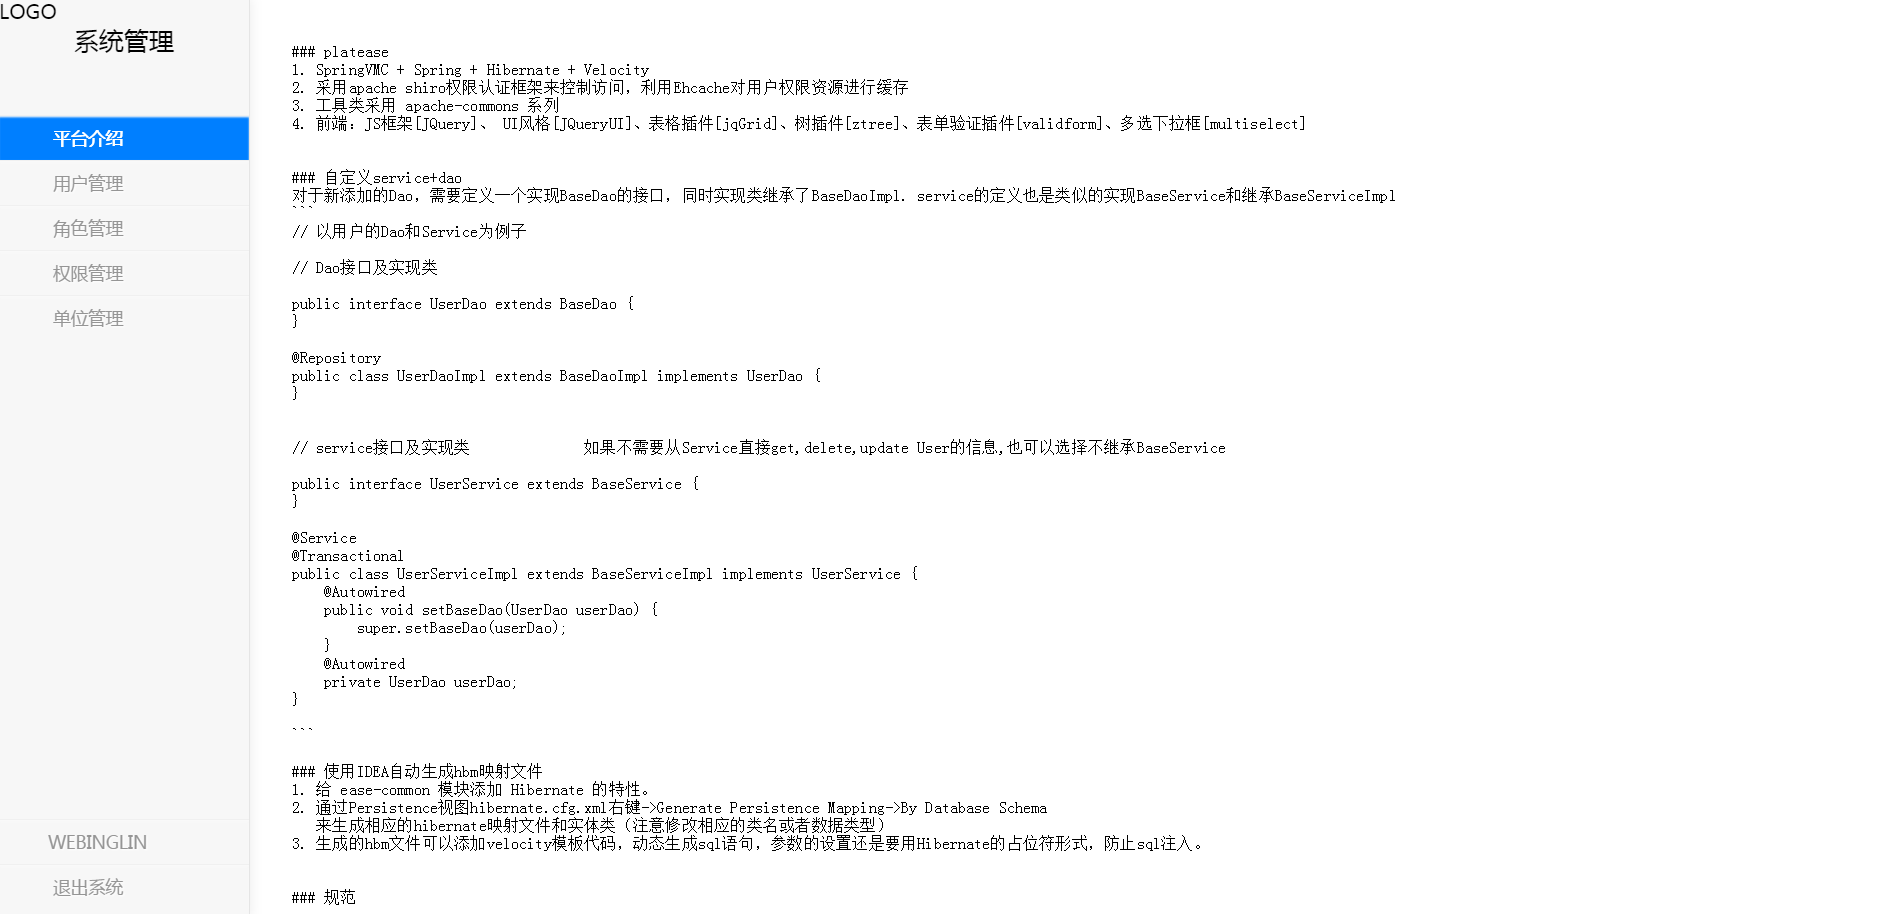 LOGO
系统管理
平台介绍
用户管理
角色管理
权限管理
单位管理
WEBINGLIN
退出系统
### platease
1. SpringVMC + Spring + Hibernate + Velocity
2. 采用apache shiro权限认证框架来控制访问，利用Ehcache对用户权限资源进行缓存
3. 工具类采用 apache-commons 系列
4. 前端：JS框架[JQuery]、 UI风格[JQueryUI]、表格插件[jqGrid]、树插件[ztree]、表单验证插件[validform]、多选下拉框[multiselect]
### 自定义service+dao
对于新添加的Dao，需要定义一个实现BaseDao的接口, 同时实现类继承了BaseDaoImpl. service的定义也是类似的实现BaseService和继承BaseServiceImpl
```
// 以用户的Dao和Service为例子
// Dao接口及实现类
public interface UserDao extends BaseDao {
}
@Repository
public class UserDaoImpl extends BaseDaoImpl implements UserDao {
}
// service接口及实现类 如果不需要从Service直接get,delete,update User的信息,也可以选择不继承BaseService
public interface UserService extends BaseService {
}
@Service
@Transactional
public class UserServiceImpl extends BaseServiceImpl implements UserService {
@Autowired
public void setBaseDao(UserDao userDao) {
super.setBaseDao(userDao);
}
@Autowired
private UserDao userDao;
}
```
### 使用IDEA自动生成hbm映射文件
1. 给 ease-common 模块添加 Hibernate 的特性。
2. 通过Persistence视图hibernate.cfg.xml右键->Generate Persistence Mapping->By Database Schema
来生成相应的hibernate映射文件和实体类（注意修改相应的类名或者数据类型）
3. 生成的hbm文件可以添加velocity模板代码，动态生成sql语句，参数的设置还是要用Hibernate的占位符形式，防止sql注入。
### 规范